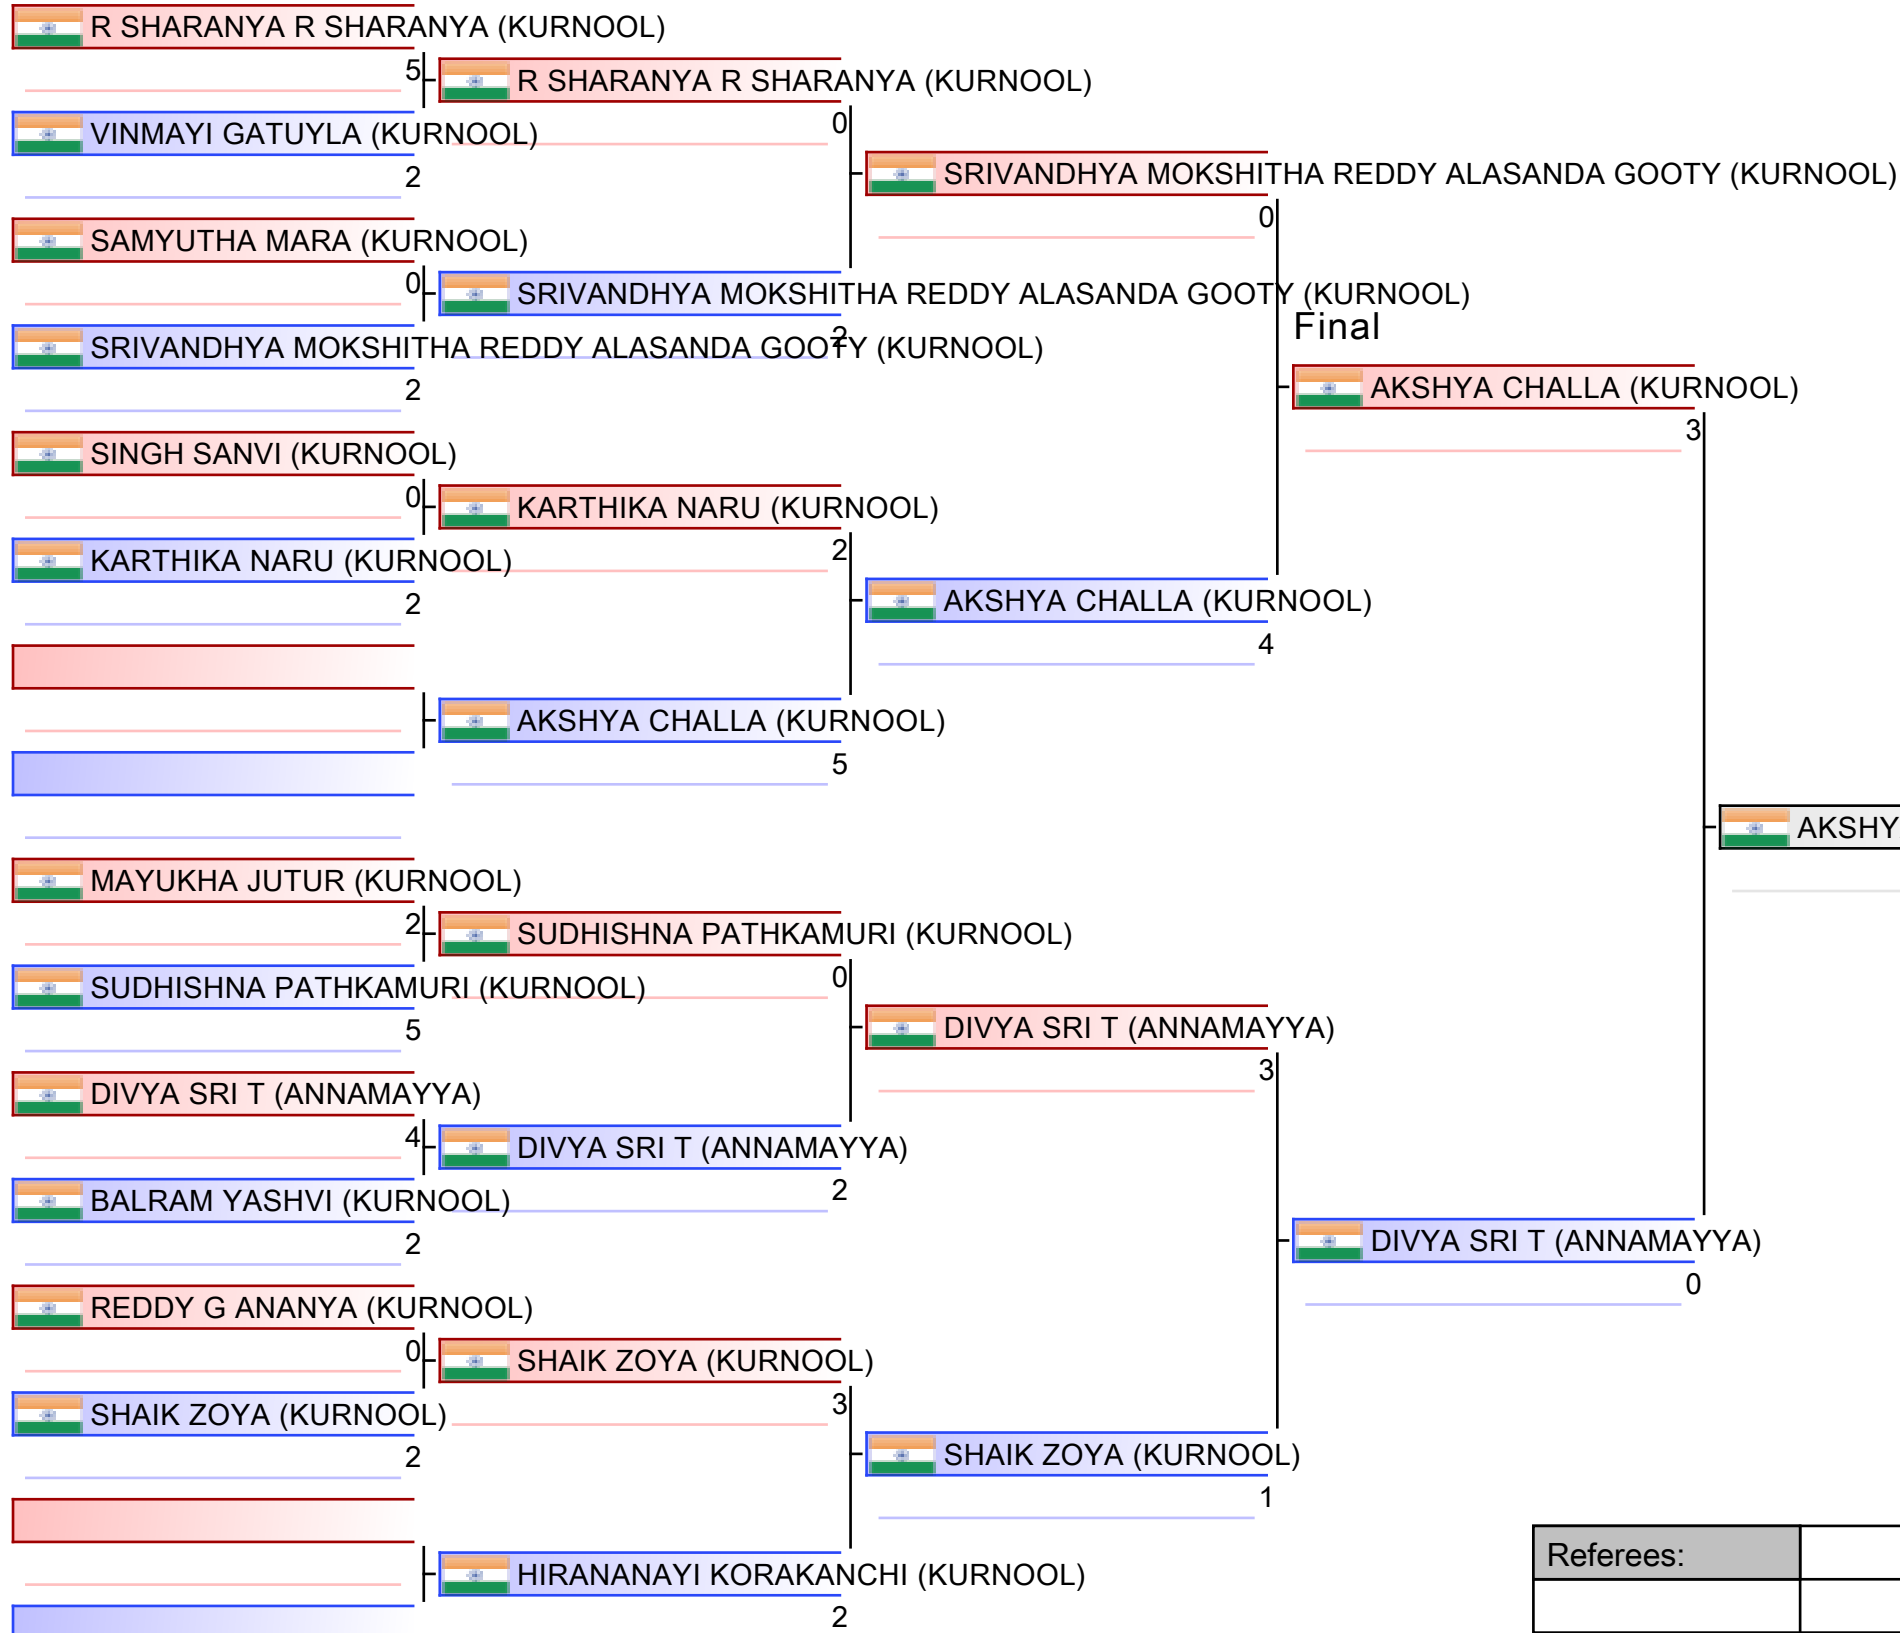 R SHARANYA R SHARANYA (KURNOOL)
5
R SHARANYA R SHARANYA (KURNOOL)
0
VINMAYI GATUYLA (KURNOOL)
2
SRIVANDHYA MOKSHITHA REDDY ALASANDA GOOTY (KURNOOL)
0
SAMYUTHA MARA (KURNOOL)
0
SRIVANDHYA MOKSHITHA REDDY ALASANDA GOOTY (KURNOOL)
2
SRIVANDHYA MOKSHITHA REDDY ALASANDA GOOTY (KURNOOL)
2
Final
AKSHYA CHALLA (KURNOOL)
3
SINGH SANVI (KURNOOL)
0
KARTHIKA NARU (KURNOOL)
2
KARTHIKA NARU (KURNOOL)
2
AKSHYA CHALLA (KURNOOL)
4
AKSHYA CHALLA (KURNOOL)
5
AKSHY
MAYUKHA JUTUR (KURNOOL)
2
SUDHISHNA PATHKAMURI (KURNOOL)
0
SUDHISHNA PATHKAMURI (KURNOOL)
5
DIVYA SRI T (ANNAMAYYA)
3
DIVYA SRI T (ANNAMAYYA)
4
DIVYA SRI T (ANNAMAYYA)
2
BALRAM YASHVI (KURNOOL)
2
DIVYA SRI T (ANNAMAYYA)
0
REDDY G ANANYA (KURNOOL)
0
SHAIK ZOYA (KURNOOL)
3
SHAIK ZOYA (KURNOOL)
2
SHAIK ZOYA (KURNOOL)
1
HIRANANAYI KORAKANCHI (KURNOOL)
2
Referees: